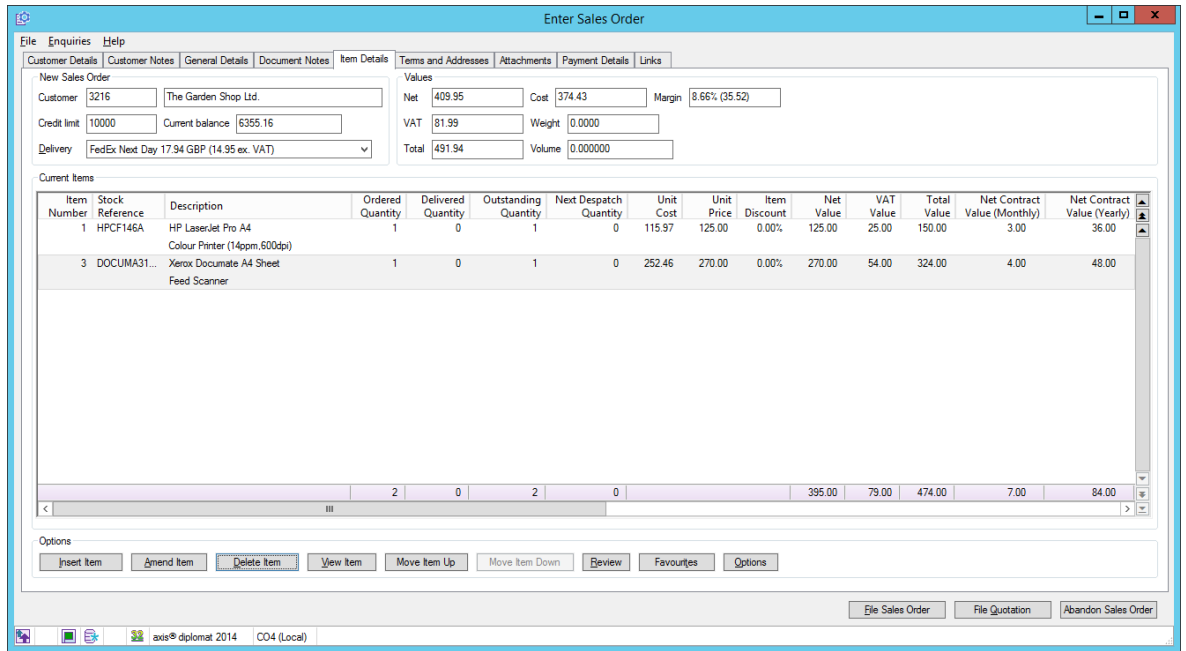 Enter Sales Order
File Enquiries Help
Customer Details Customer Notes General Details Document Notes Item Details Terms and Addresses Attachments Payment Details Links
New Sales Order Values
Customer 3216 The Garden Shop Ltd. Net 409.95 Cost 374.43 Margin 8.66% (35.52)
Credit limit 10000 Current balance 6355.16 VAT 81.99 Weight 0.0000
Delivery FedEx Next Day 17.94 GBP (14.95 ex. VAT) Total 491.94 Volume 0.000000
Current Items
Item Stock Ordered Delivered Outstanding Next Despatch Unit Unit Item Net VAT Total Net Contract Net Contract
Number Reference Description Quantity Quantity Quantity Quantity Cost Price Discount Value Value Value Value (Monthly) Value (Yearly)
1 HPCF146A HP LaserJet Pro A4 1 0 1 0 115.97 125.00 0.00% 125.00 25.00 150.00 3.00 36.00
Colour Printer (14ppm,600dpi)
3 DOCUMA31... Xerox Documate A4 Sheet 1 0 1 0 252.46 270.00 0.00% 270.00 54.00 324.00 4.00 48.00
Feed Scanner
2 0 2 0 395.00 79.00 474.00 7.00 84.00
Options
Insert Item Amend Item Delete Item View Item Move Item Up Move Item Down Review Favourites Options
File Sales Order File Quotation Abandon Sales Order
axis® diplomat 2014 CO4 (Local)